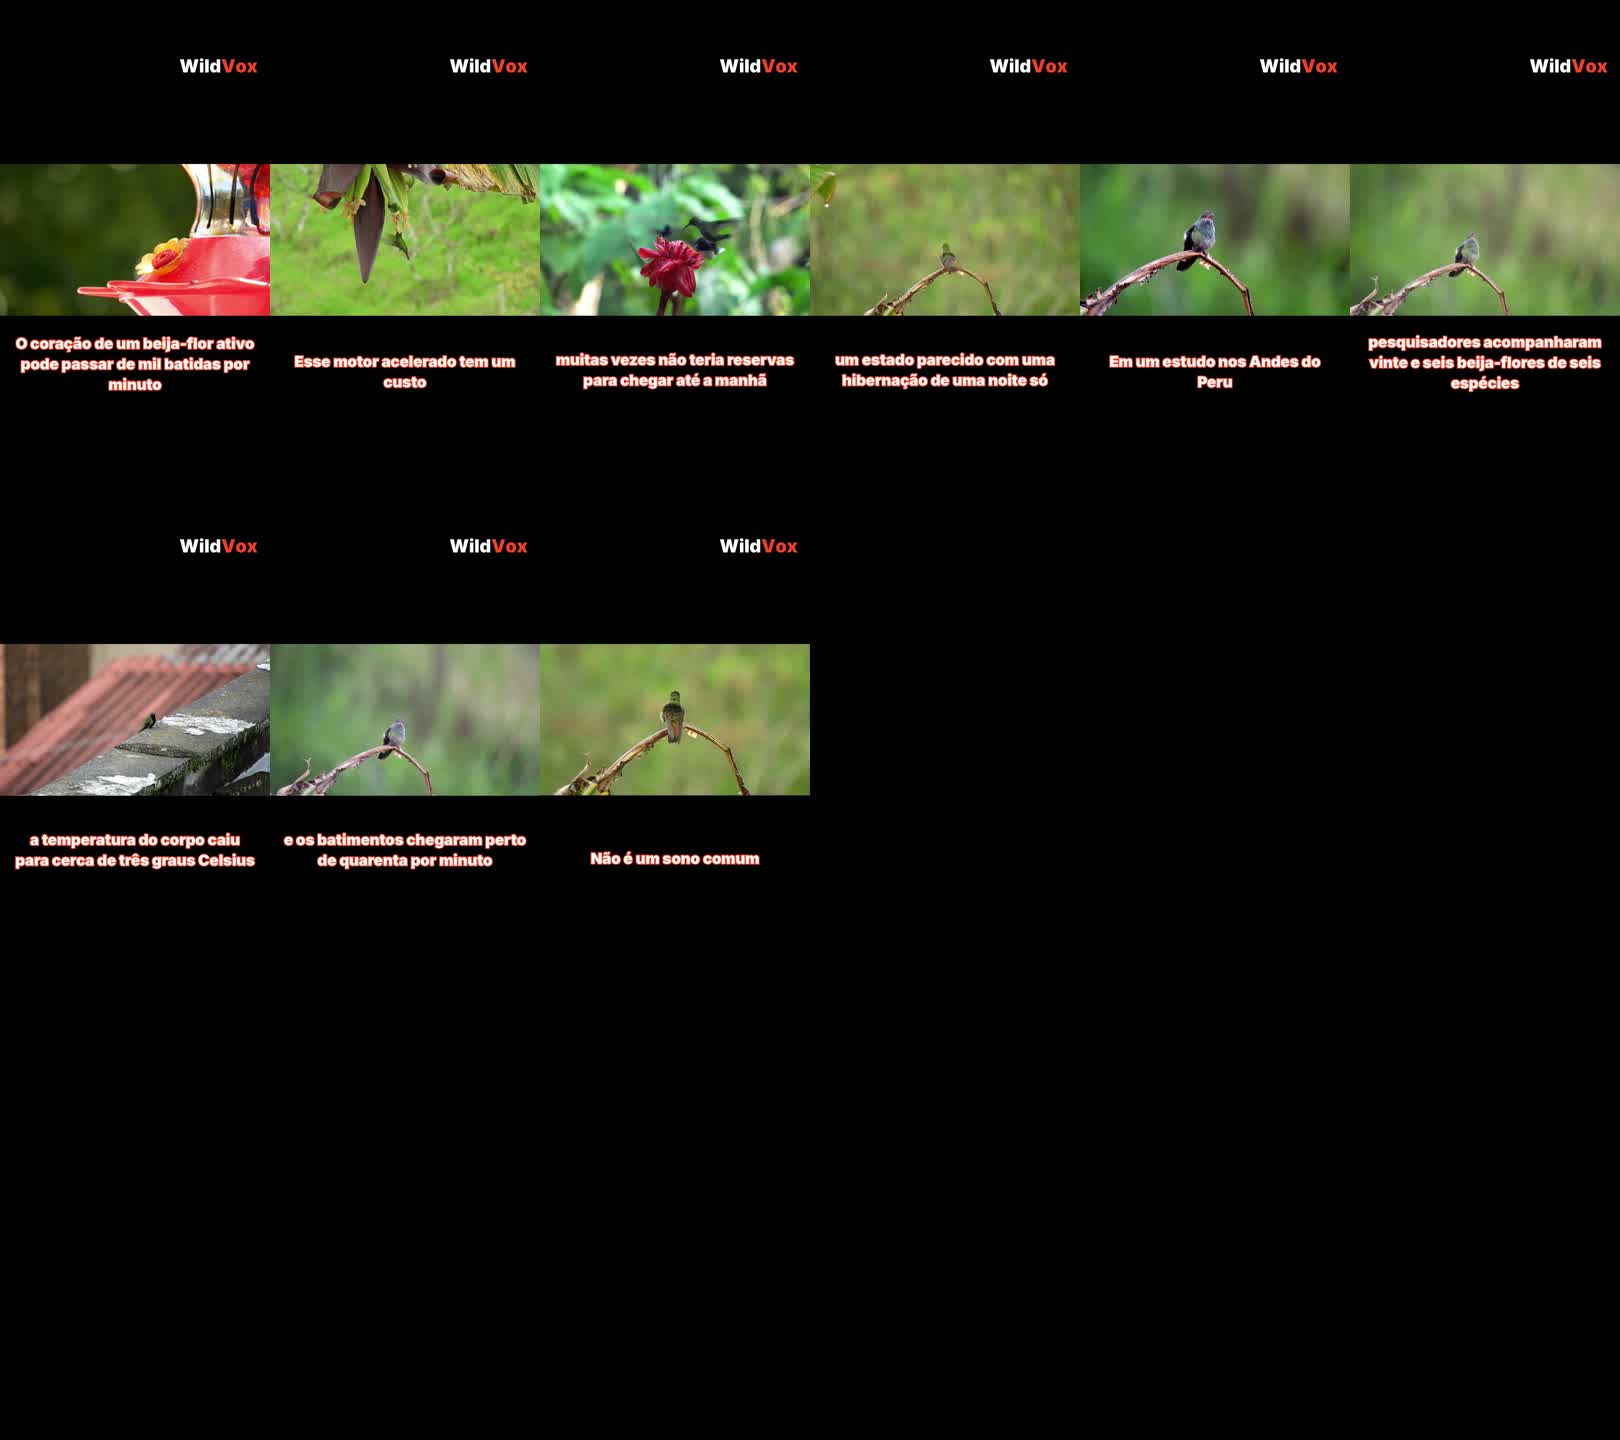 WildVox
WildVox
WildVox
WildVox
WildVox
WildVox
O coração de um beija-flor ativo
pode passar de mil batidas por
minuto
Esse motor acelerado tem um
custo
muitas vezes não teria reservas
para chegar até a manhã
um estado parecido com uma
hibernação de uma noite só
Em um estudo nos Andes do
Peru
pesquisadores acompanharam
vinte e seis beija-flores de seis
espécies
WildVox
WildVox
WildVox
a temperatura do corpo caiu
para cerca de três graus Celsius
e os batimentos chegaram perto
de quarenta por minuto
Não é um sono comum